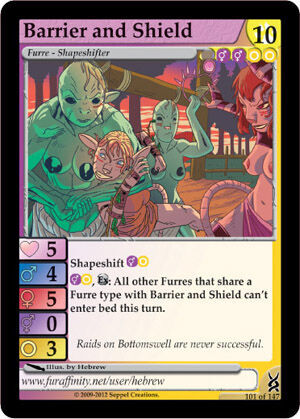 Barrier and Shield
10
Furre - Shapeshifter
5
4
5
0
3
Shapeshift
: All other Furres that share a
Furre type with Barrier and Shield can't
enter bed this turn.
Raids on Bottomswell are never successful.
Illus. by Hebrew
www.furaffinity.net/user/hebrew
© 2009-2012 Seppel Creations.
101 of 147